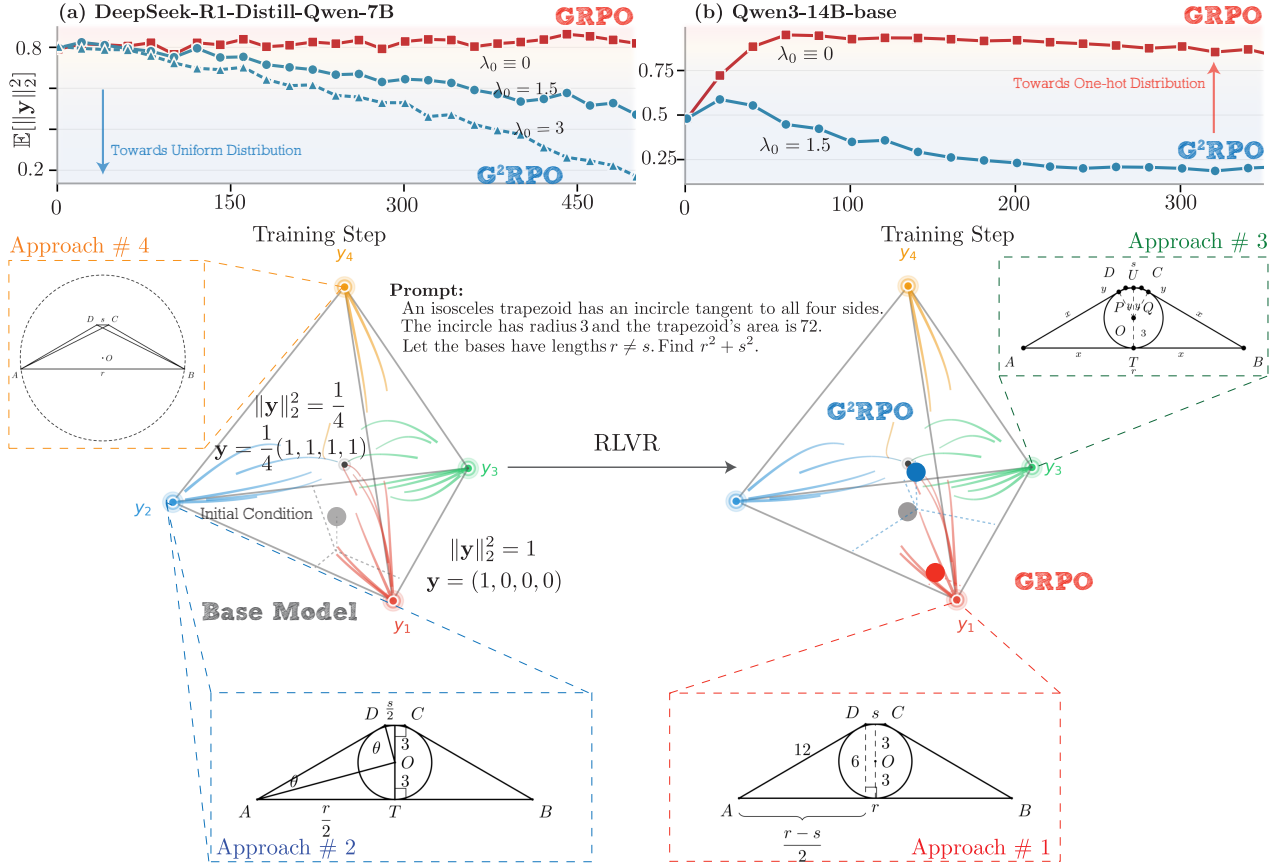 (a) DeepSeek-R1-Distill-Qwen-7B
GRPO
𝔼[‖y‖₂²]
0.8
0.2
λ₀ ≡ 0
λ₀ = 1.5
λ₀ = 3
Towards Uniform Distribution
G²RPO
0
150
300
450
Training Step
(b) Qwen3-14B-base
GRPO
0.75
0.5
0.25
λ₀ ≡ 0
Towards One-hot Distribution
λ₀ = 1.5
G²RPO
0
100
200
300
Training Step
Approach # 4
D s C
O
A r B
Prompt:
An isosceles trapezoid has an incircle tangent to all four sides.
The incircle has radius 3 and the trapezoid's area is 72.
Let the bases have lengths r ≠ s. Find r² + s².
Approach # 3
s
D U C
y P y y Q y
x O 3 x
A x T x B
r
y₄
‖y‖₂² = 1/4
y = 1/4(1, 1, 1, 1)
y₃
y₂
Initial Condition
‖y‖₂² = 1
y = (1, 0, 0, 0)
Base Model
y₁
RLVR
y₄
G²RPO
y₃
GRPO
y₁
D s/2 C
θ 3
O
θ 3
A r/2 T B
Approach # 2
D s C
12 3
6 O
3
A r B
r − s/2
Approach # 1